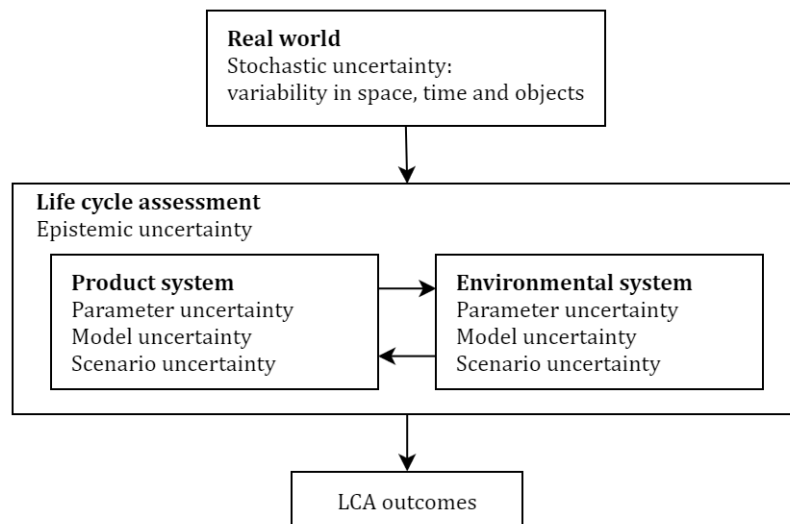 Real world
Stochastic uncertainty:
variability in space, time and objects
Life cycle assessment
Epistemic uncertainty
Product system
Parameter uncertainty
Model uncertainty
Scenario uncertainty
Environmental system
Parameter uncertainty
Model uncertainty
Scenario uncertainty
LCA outcomes